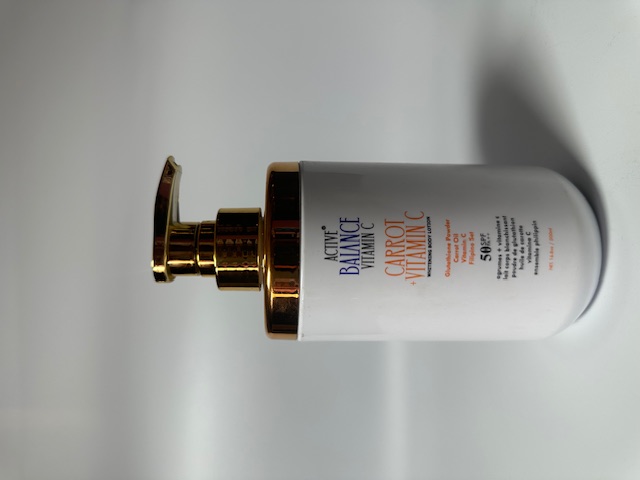 ACTIVE®
BALANCE
VITAMIN C
CARROT
+VITAMIN C
WHITENING BODY LOTION
Glutathione Powder
Carrot Oil
Vitamin C
Filipino Set
50 SPF
agrumes + vitamine c
lait corps blanchissant
poudre de glutathion
huile de carotte
vitamina C
ensemble philippin